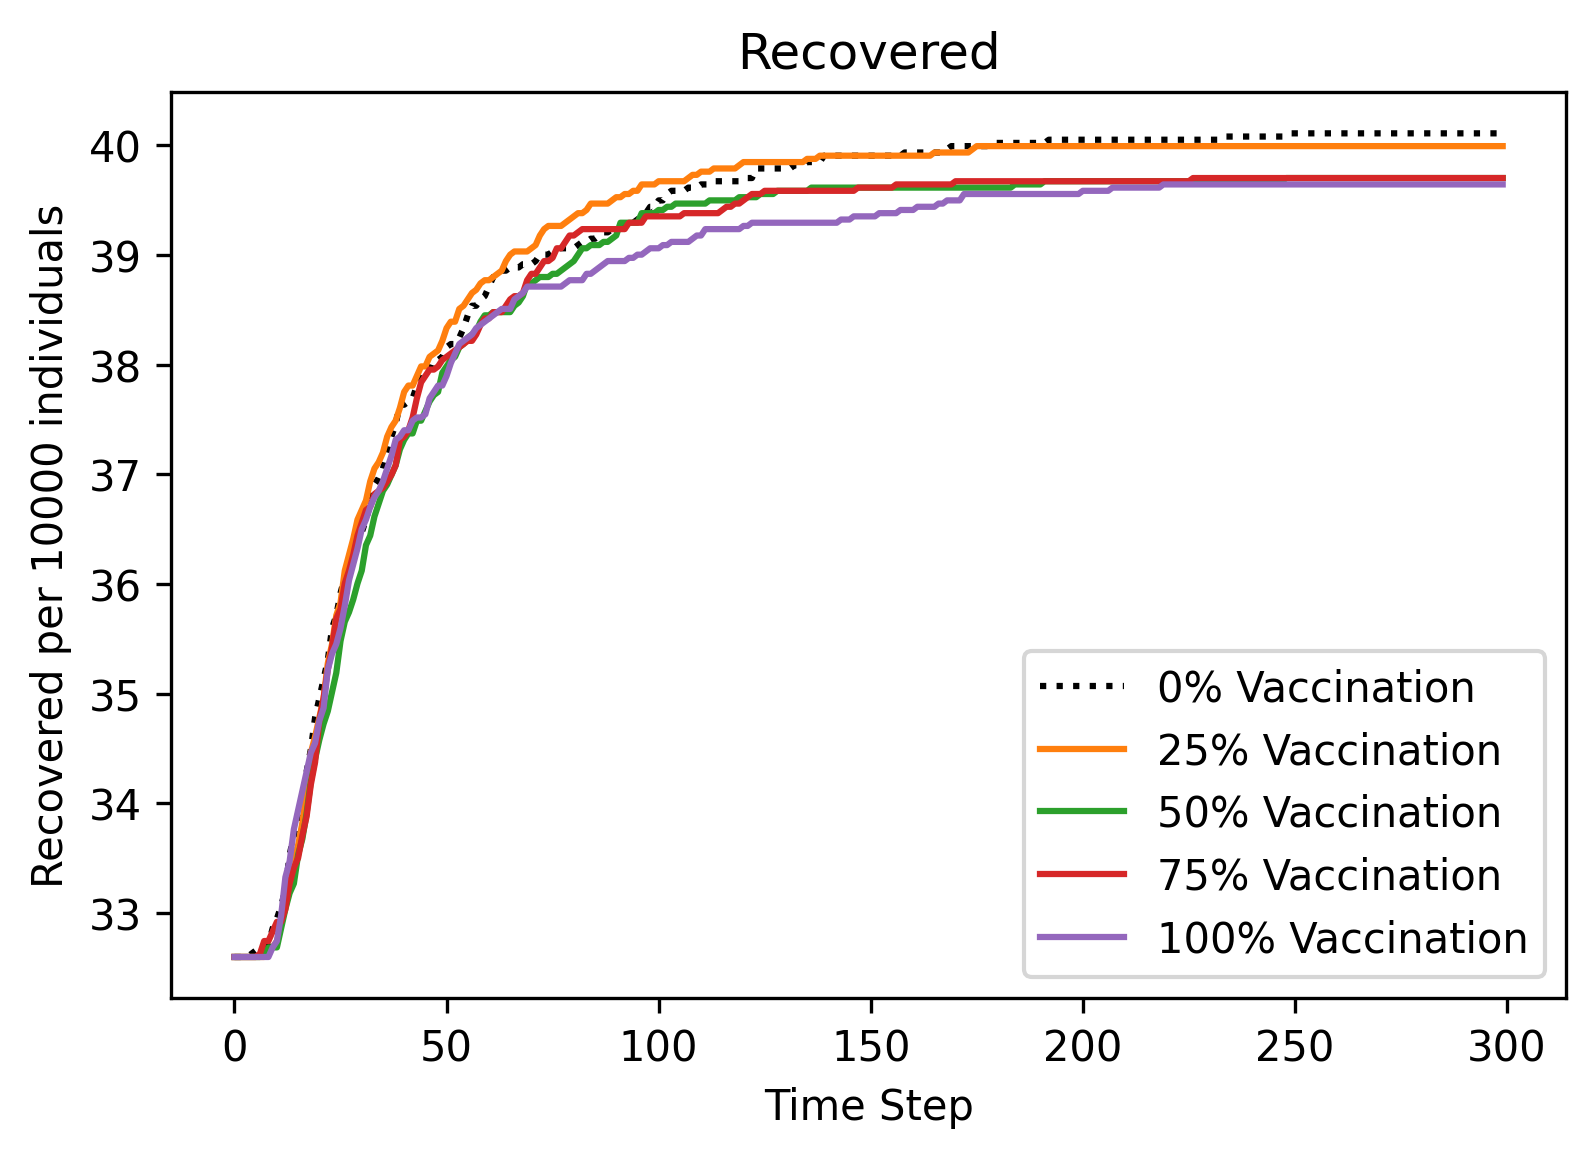 Recovered
Recovered per 10000 individuals
40
39
38
37
36
35
34
33
0% Vaccination
25% Vaccination
50% Vaccination
75% Vaccination
100% Vaccination
0 50 100 150 200 250 300
Time Step